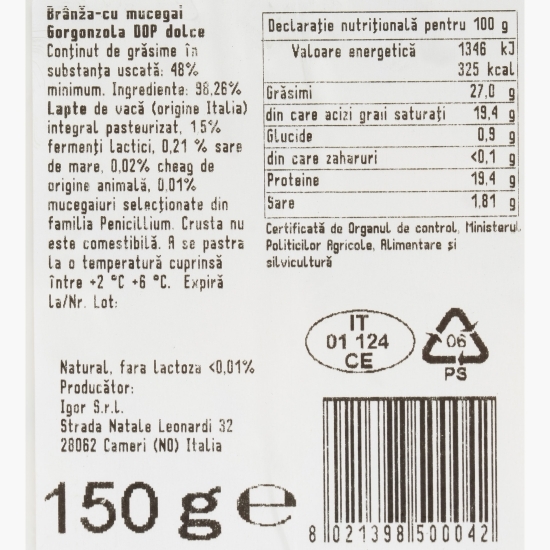 Brânza-cu mucegai
Gorgonzola DOP dolce
Conținut de grăsime în
substanța uscată: 48%
minimum. Ingrediente: 98,26%
Lapte de vacă (origine Italia)
integral pasteurizat, 1.5%
fermenți lactici, 0,21 % sare
de mare, 0,02% cheag de
origine animală, 0,01%
mucegaiuri selecționate din
familia Penicillium. Crusta nu
este comestibilă. A se pastra
la o temperatură cuprinsă
între +2 °C +6 °C. Expiră
la/Nr. Lot:
Declarație nutrițională pentru 100 g
Valoare energetică 1346 kJ
325 kcal
Grăsimi 27,0 g
din care acizi grași saturați 19,4 g
Glucide 0,9 g
din care zaharuri <0,1 g
Proteine 19,4 g
Sare 1,81 g
Certificată de Organul de control, Ministerul
Politicilor Agricole, Alimentare și
silvicultură
IT
01 124
CE
06
PS
Natural, fara lactoza <0,01%
Producător:
Igor S.r.l.
Strada Natale Leonardi 32
28062 Cameri (NO) Italia
150 g e
8 021398 500042